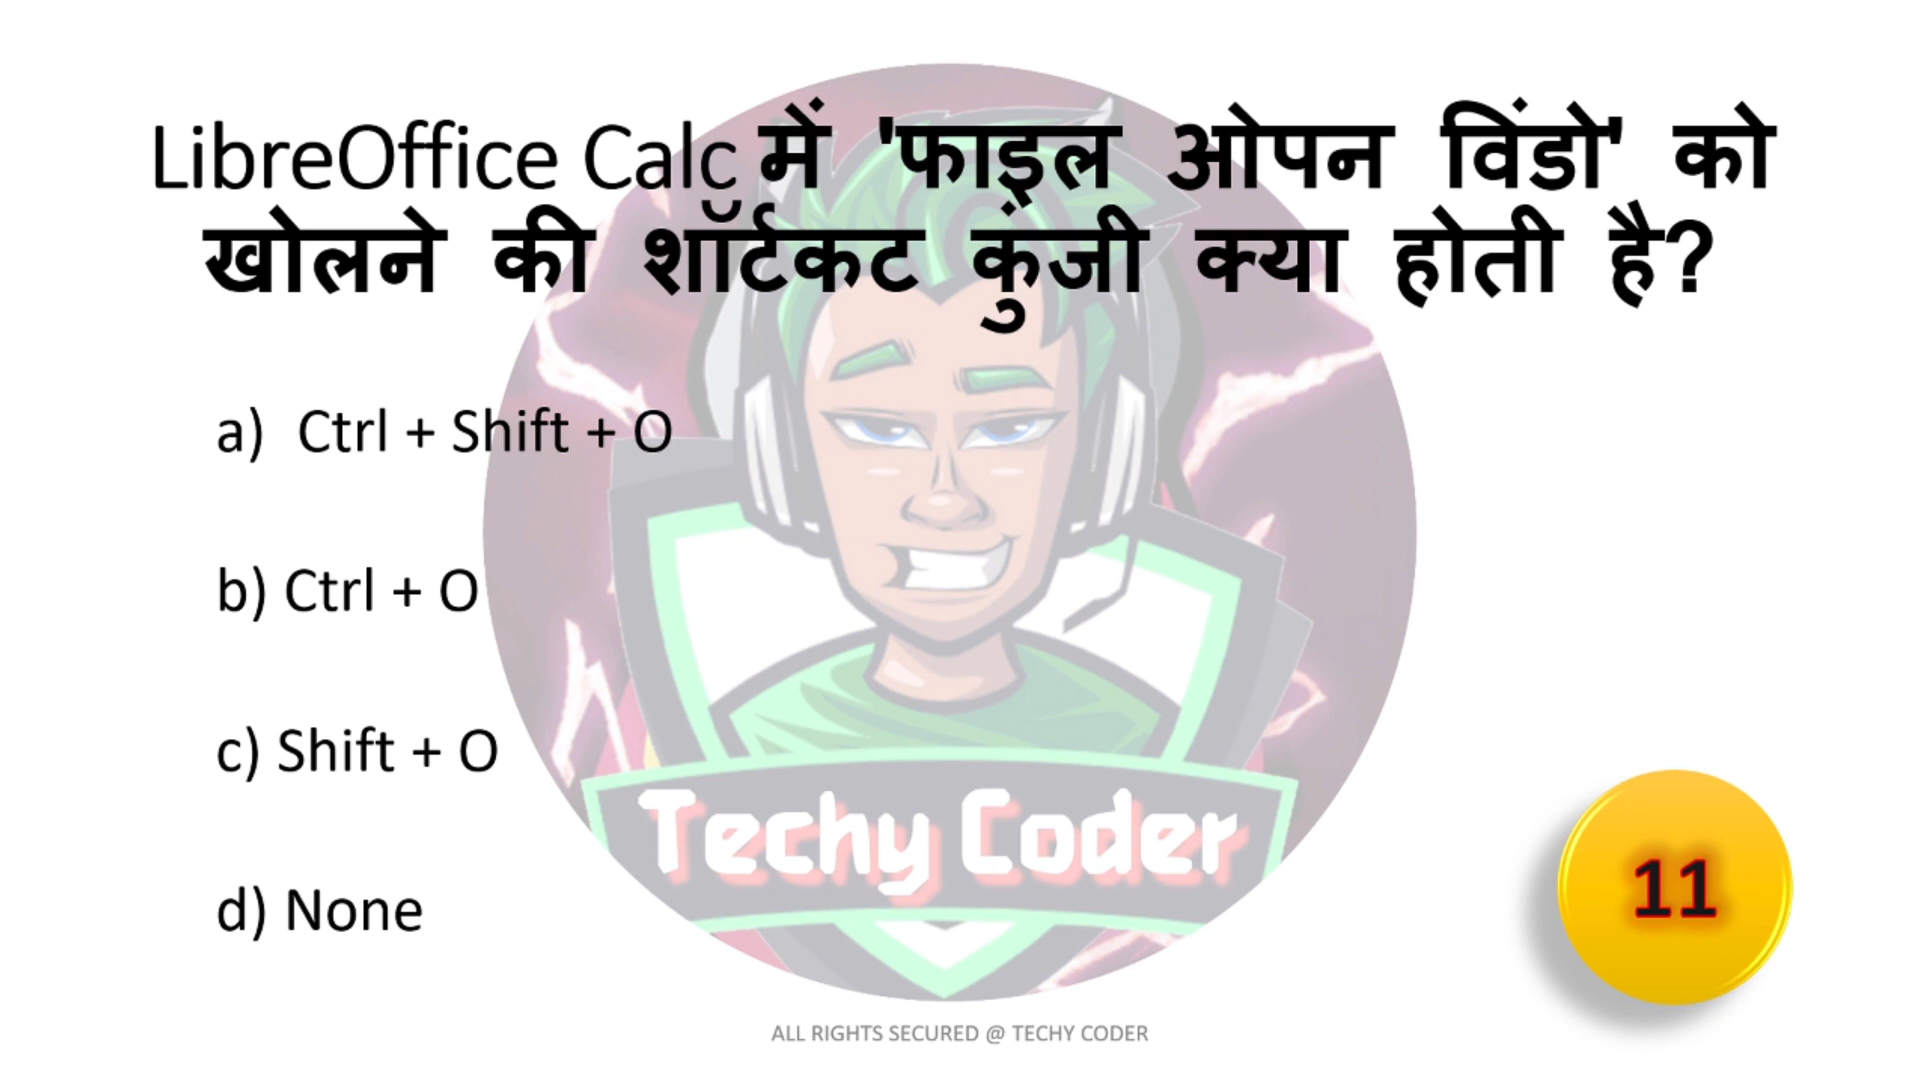 LibreOffice Calc में 'फाइल ओपन विंडो' को
खोलने की शॉर्टकट कुंजी क्या होती है?
a) Ctrl + Shift + O
b) Ctrl + O
c) Shift + O
Techy Coder
11
d) None
ALL RIGHTS SECURED @ TECHY CODER